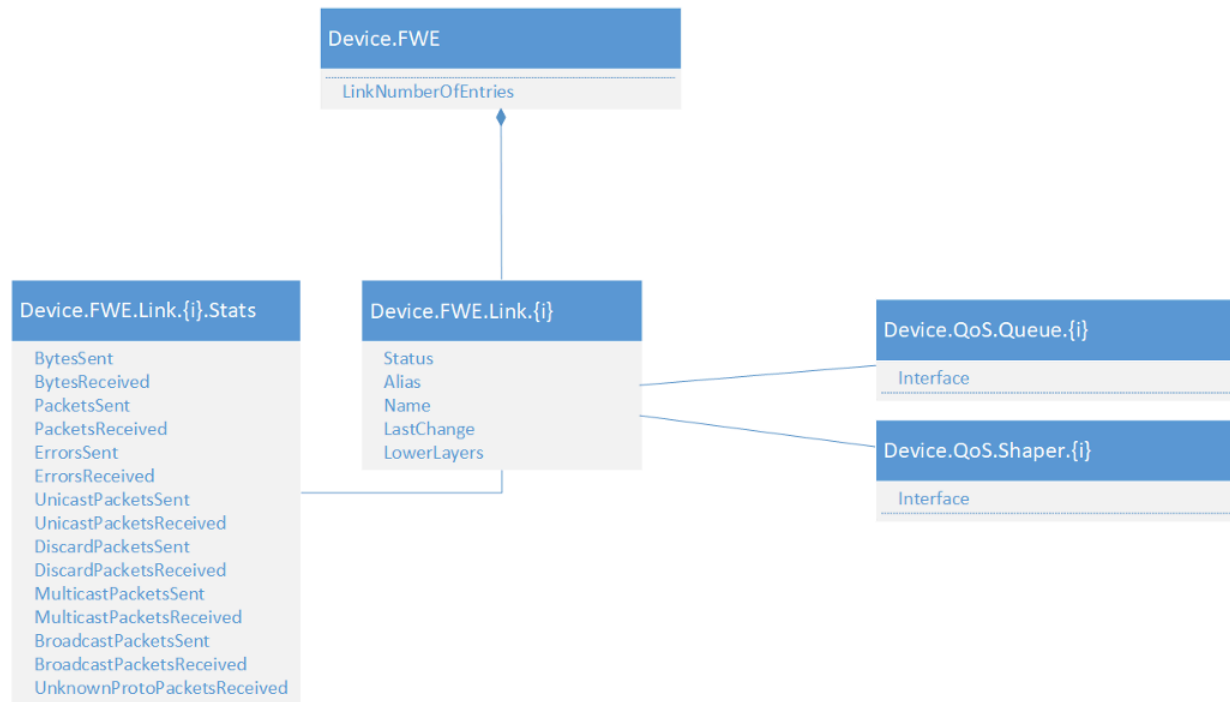 Device.FWE
LinkNumberOfEntries
Device.FWE.Link.{i}.Stats
BytesSent
BytesReceived
PacketsSent
PacketsReceived
ErrorsSent
ErrorsReceived
UnicastPacketsSent
UnicastPacketsReceived
DiscardPacketsSent
DiscardPacketsReceived
MulticastPacketsSent
MulticastPacketsReceived
BroadcastPacketsSent
BroadcastPacketsReceived
UnknownProtoPacketsReceived
Device.FWE.Link.{i}
Status
Alias
Name
LastChange
LowerLayers
Device.QoS.Queue.{i}
Interface
Device.QoS.Shaper.{i}
Interface